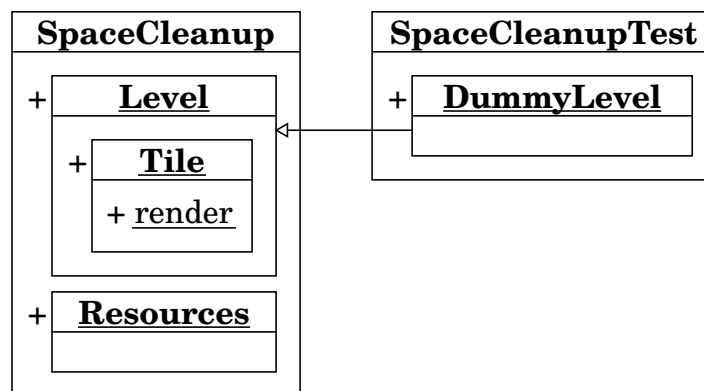 SpaceCleanup
+ Level
+ Tile
+ render
+ Resources
SpaceCleanupTest
+ DummyLevel